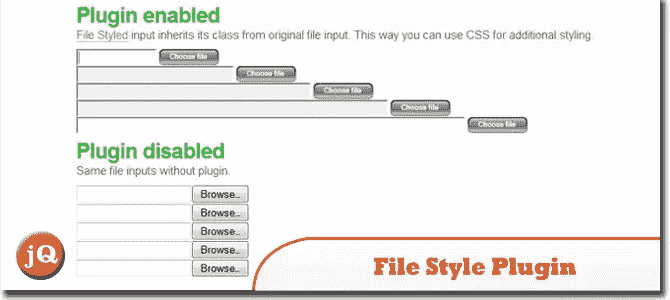 Plugin enabled
File Styled input inherits its class from original file input. This way you can use CSS for additional styling.
Choose file
Choose file
Choose file
Choose file
Choose file
Plugin disabled
Same file inputs without plugin.
Browse..
Browse..
Browse..
Browse..
Browse..
jQ
File Style Plugin